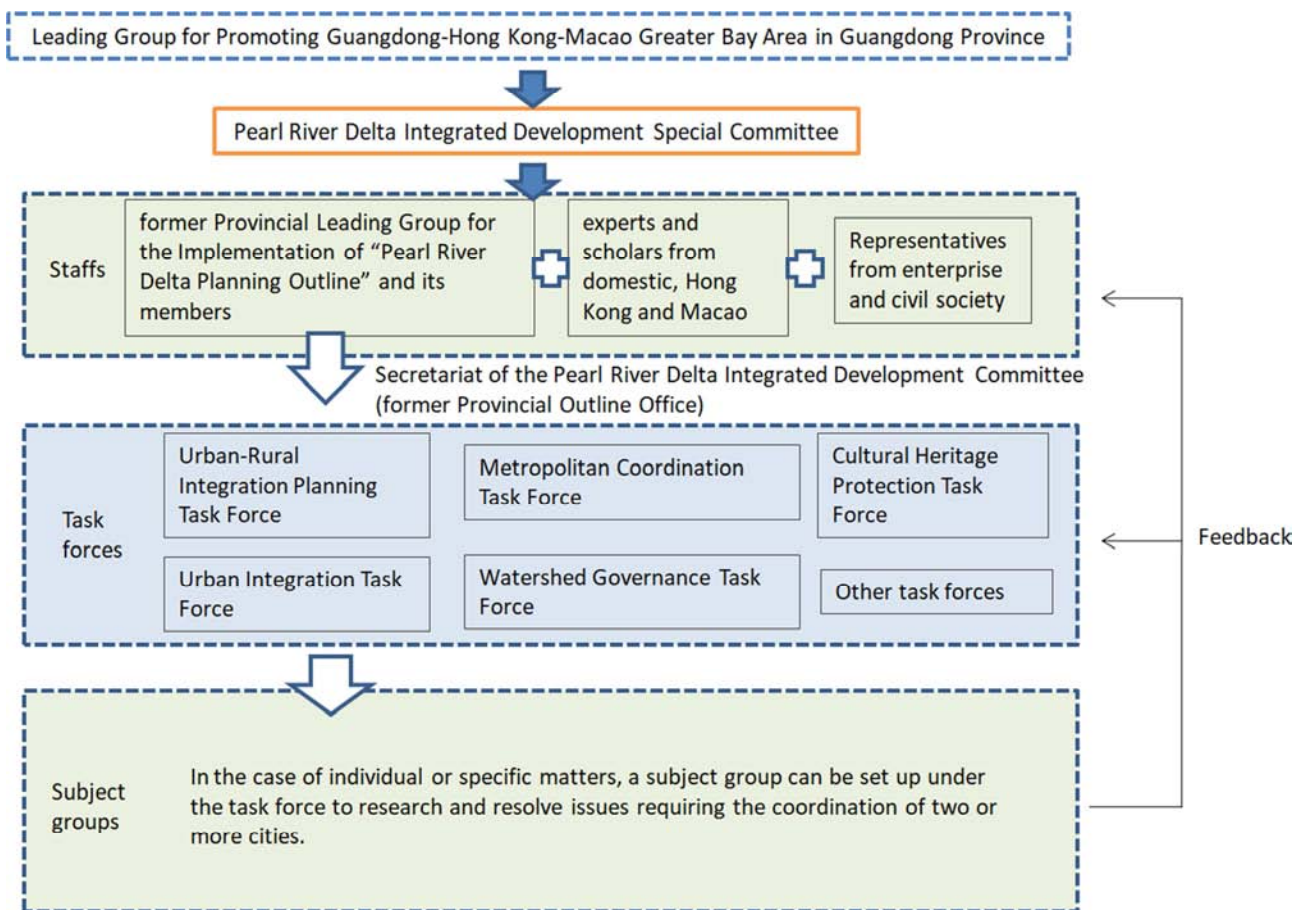 Leading Group for Promoting Guangdong-Hong Kong-Macao Greater Bay Area in Guangdong Province
Pearl River Delta Integrated Development Special Committee
Staffs
former Provincial Leading Group for
the Implementation of “Pearl River
Delta Planning Outline” and its
members
experts and
scholars from
domestic, Hong
Kong and Macao
Representatives
from enterprise
and civil society
Secretariat of the Pearl River Delta Integrated Development Committee
(former Provincial Outline Office)
Task
forces
Urban-Rural
Integration Planning
Task Force
Metropolitan Coordination
Task Force
Cultural Heritage
Protection Task
Force
Urban Integration Task
Force
Watershed Governance Task
Force
Other task forces
Feedback
Subject
groups
In the case of individual or specific matters, a subject group can be set up under
the task force to research and resolve issues requiring the coordination of two or
more cities.